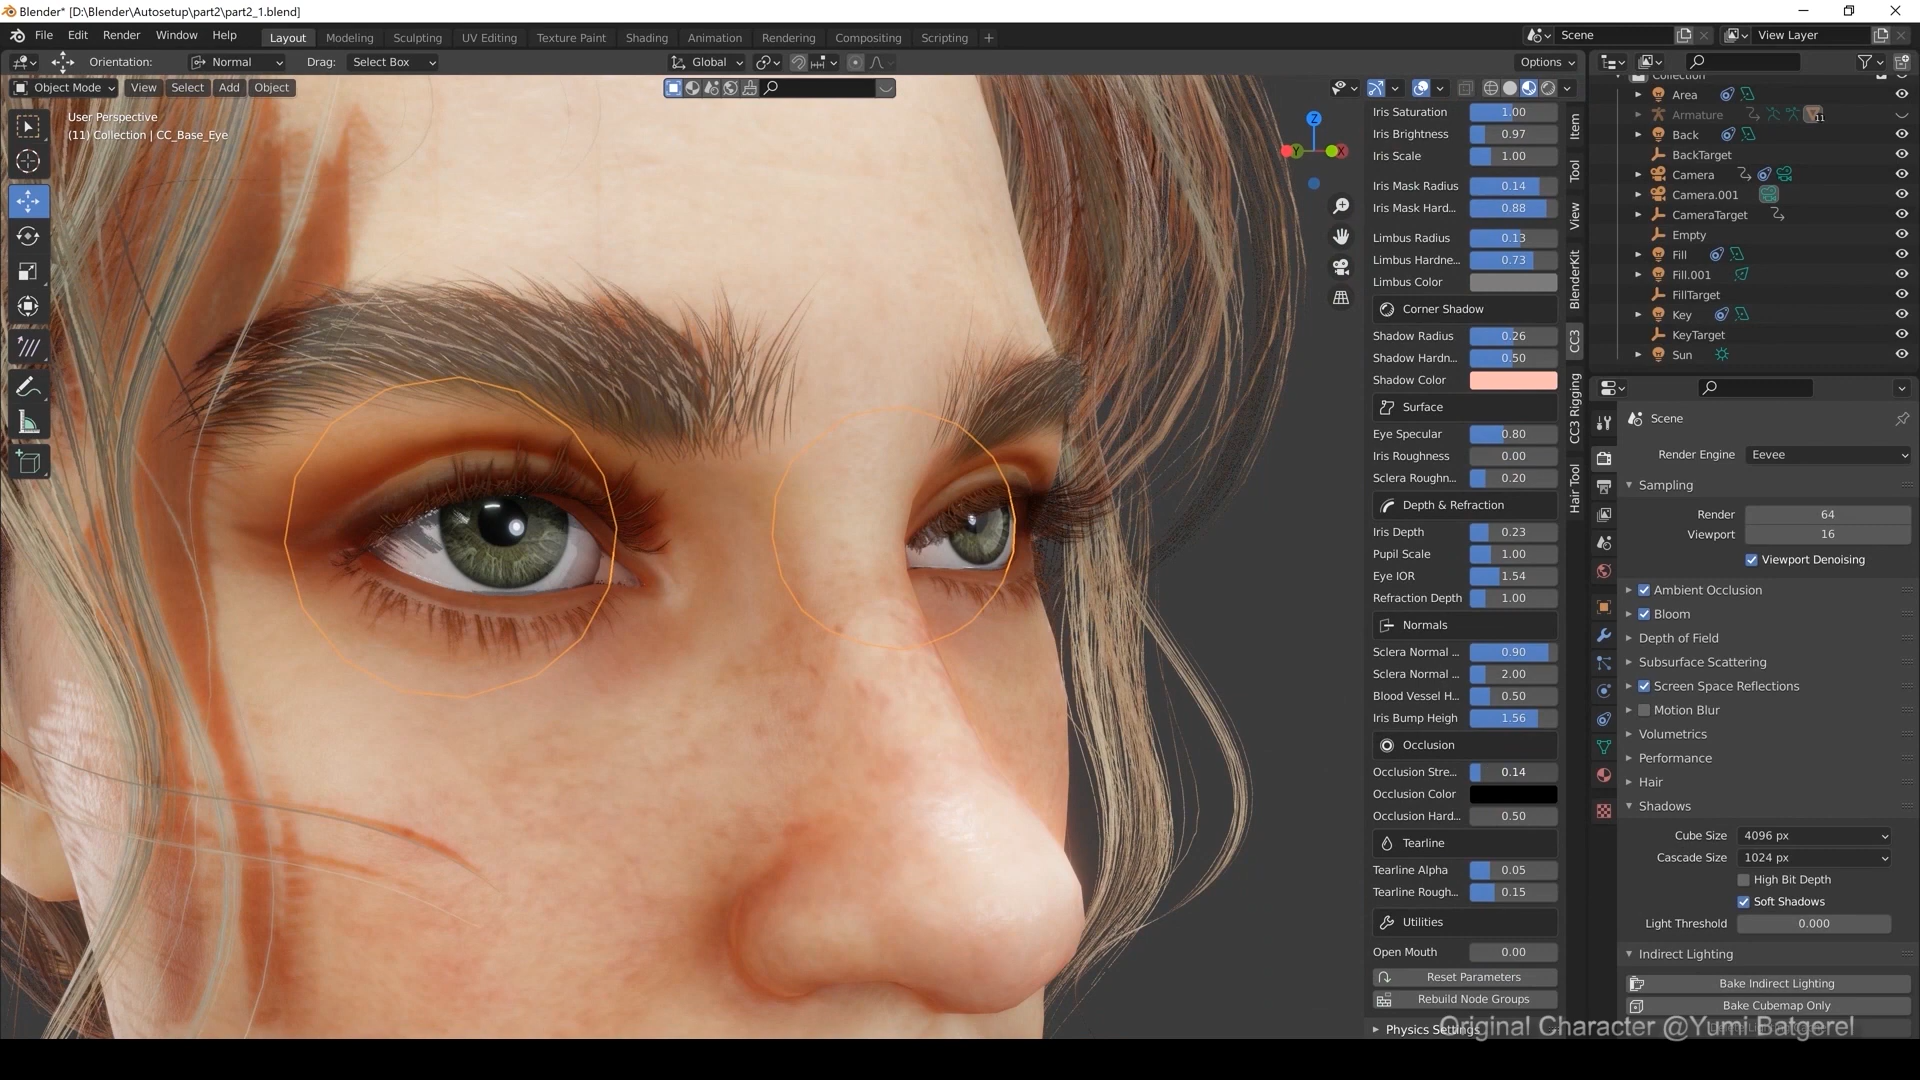 Blender* [D:\Blender\Autosetup\part2\part2_1.blend]
File Edit Render Window Help
Layout Modeling Sculpting UV Editing Texture Paint Shading Animation Rendering Compositing Scripting +
Scene
View Layer
Orientation: Normal Drag: Select Box
Global
Options
Object Mode View Select Add Object
User Perspective
(11) Collection | CC_Base_Eye
Z
Y
X
Iris Saturation 1.00
Iris Brightness 0.97
Iris Scale 1.00
Iris Mask Radius 0.14
Iris Mask Hard... 0.88
Limbus Radius 0.13
Limbus Hardne... 0.73
Limbus Color
Corner Shadow
Shadow Radius 0.26
Shadow Hardn... 0.50
Shadow Color
Surface
Eye Specular 0.80
Iris Roughness 0.00
Sclera Roughn... 0.20
Depth & Refraction
Iris Depth 0.23
Pupil Scale 1.00
Eye IOR 1.54
Refraction Depth 1.00
Normals
Sclera Normal ... 0.90
Sclera Normal ... 2.00
Blood Vessel H... 0.50
Iris Bump Heigh 1.56
Occlusion
Occlusion Stre... 0.14
Occlusion Color
Occlusion Hard... 0.50
Tearline
Tearline Alpha 0.05
Tearline Rough... 0.15
Utilities
Open Mouth 0.00
Reset Parameters
Rebuild Node Groups
Physics Settings
Item
Tool
View
BlenderKit
CC3
CC3 Rigging
Hair Tool
Collection
Area
Armature 11
Back
BackTarget
Camera
Camera.001
CameraTarget
Empty
Fill
Fill.001
FillTarget
Key
KeyTarget
Sun
Scene
Render Engine Eevee
Sampling
Render 64
Viewport 16
Viewport Denoising
Ambient Occlusion
Bloom
Depth of Field
Subsurface Scattering
Screen Space Reflections
Motion Blur
Volumetrics
Performance
Hair
Shadows
Cube Size 4096 px
Cascade Size 1024 px
High Bit Depth
Soft Shadows
Light Threshold 0.000
Indirect Lighting
Bake Indirect Lighting
Bake Cubemap Only
Original Character @Yumi Batgerel